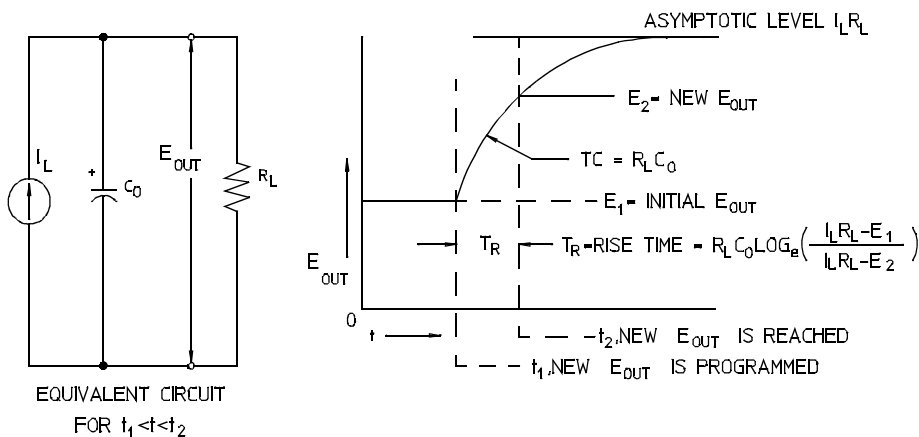 I_L
+
C_O
E_OUT
R_L
EQUIVALENT CIRCUIT
FOR t_1<t<t_2
ASYMPTOTIC LEVEL I_LR_L
E_2= NEW E_OUT
TC = R_LC_O
E_1= INITIAL E_OUT
T_R
T_R=RISE TIME = R_LC_OLOG_e(I_LR_L-E_1/I_LR_L-E_2)
E_OUT
O
t
t_2,NEW E_OUT IS REACHED
t_1,NEW E_OUT IS PROGRAMMED